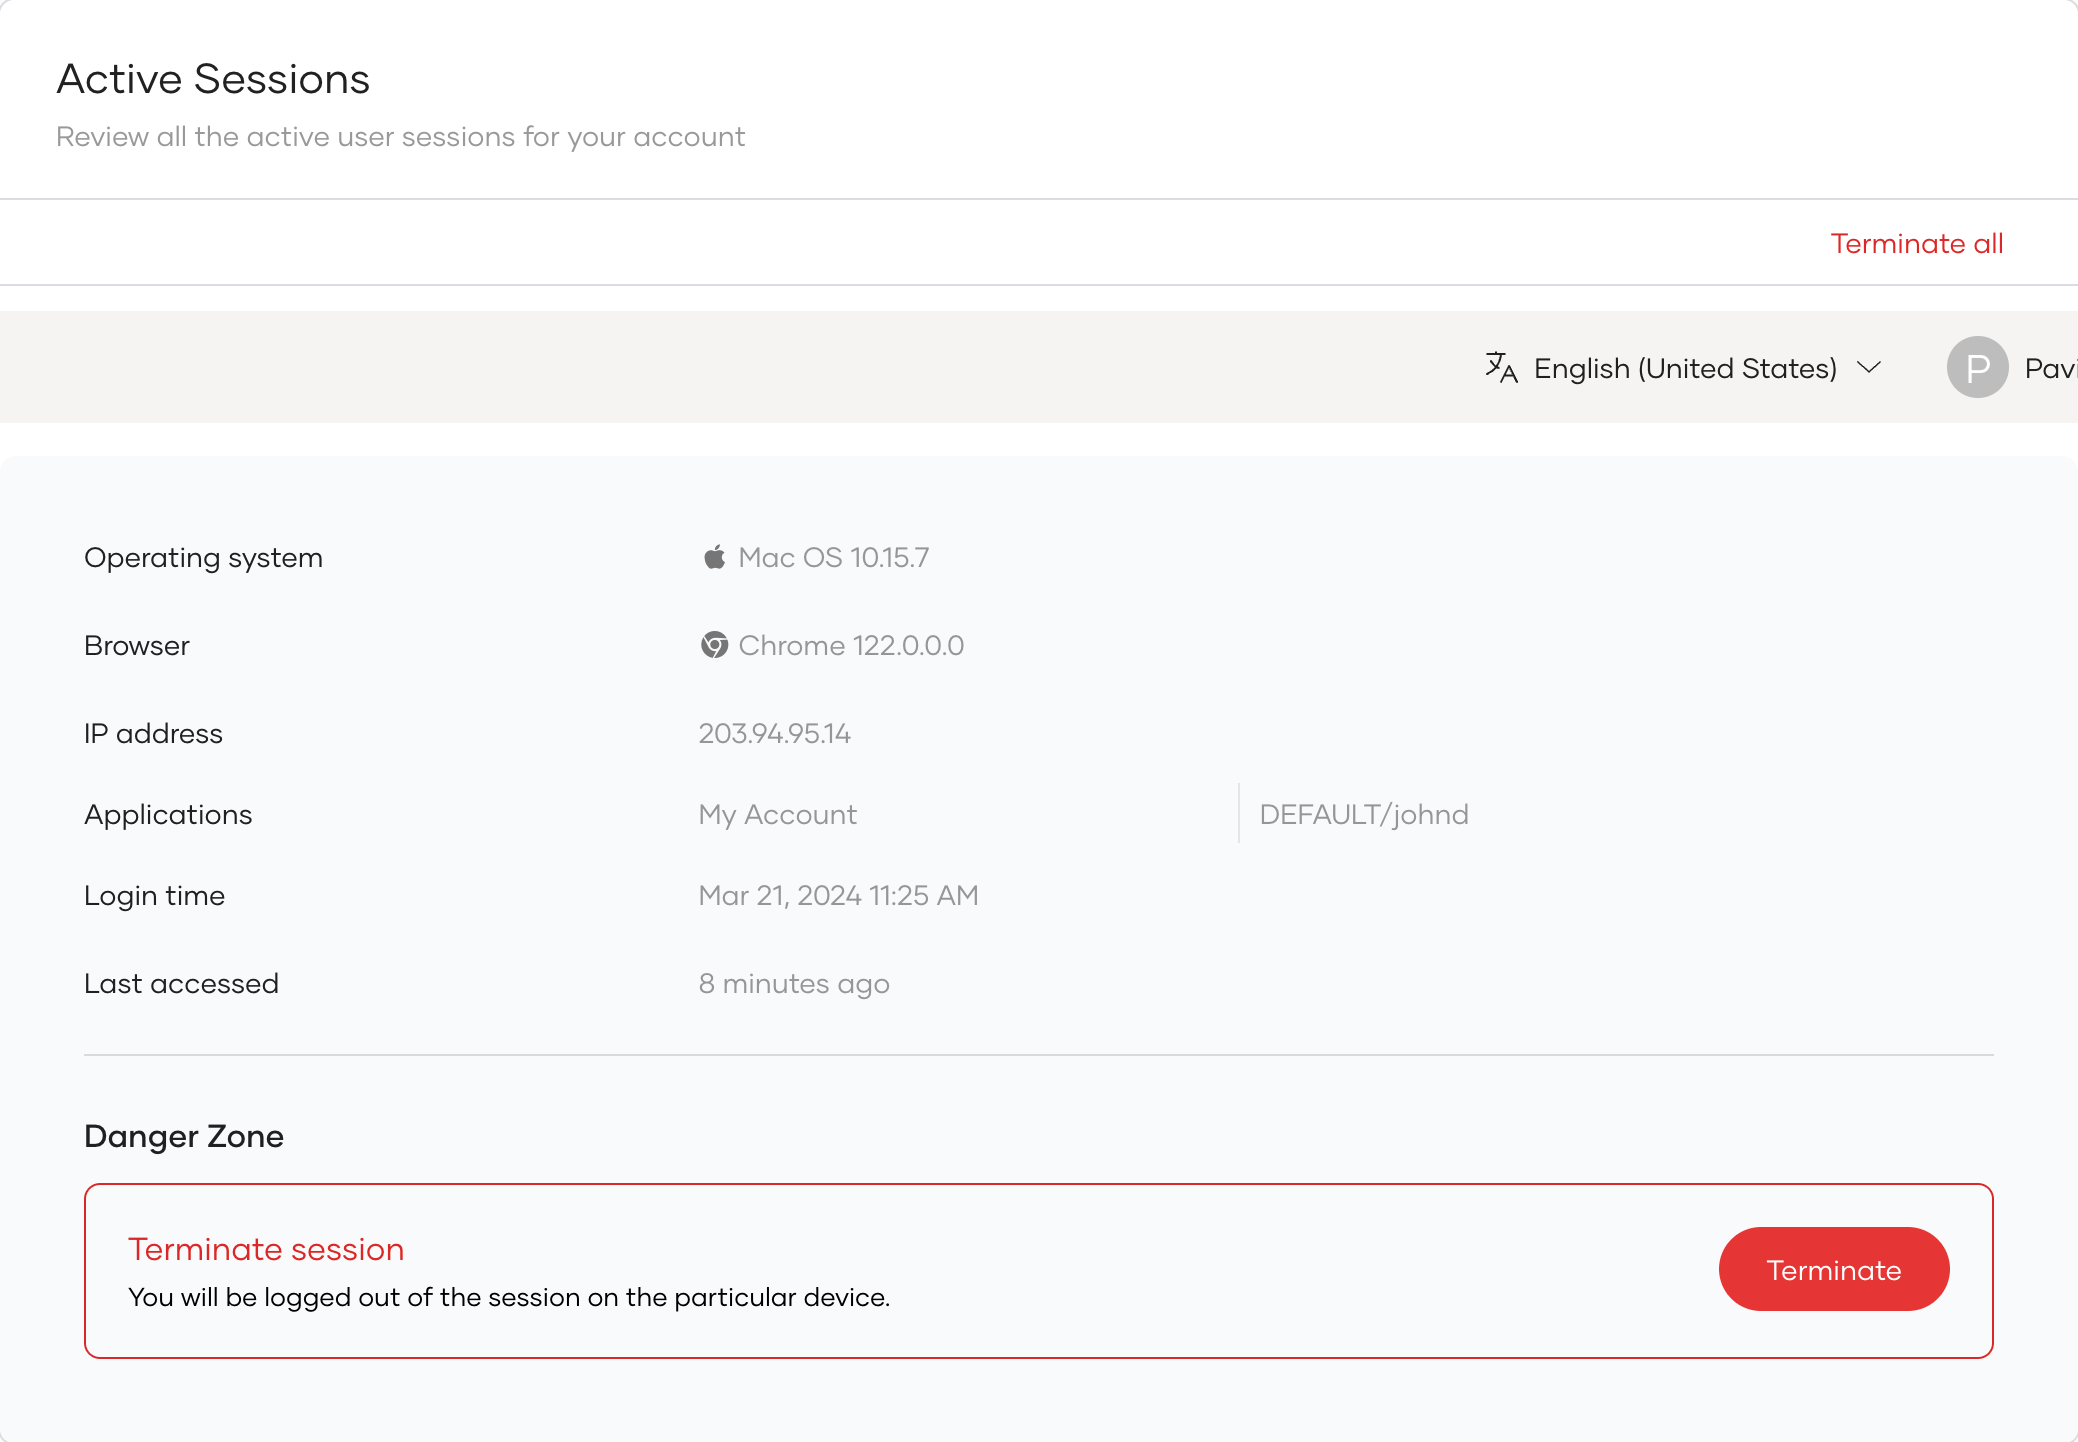 Active Sessions
Review all the active user sessions for your account
Terminate all
English (United States)
P
Pavi
Operating system
Mac OS 10.15.7
Browser
Chrome 122.0.0.0
IP address
203.94.95.14
Applications
My Account
DEFAULT/johnd
Login time
Mar 21, 2024 11:25 AM
Last accessed
8 minutes ago
Danger Zone
Terminate session
You will be logged out of the session on the particular device.
Terminate